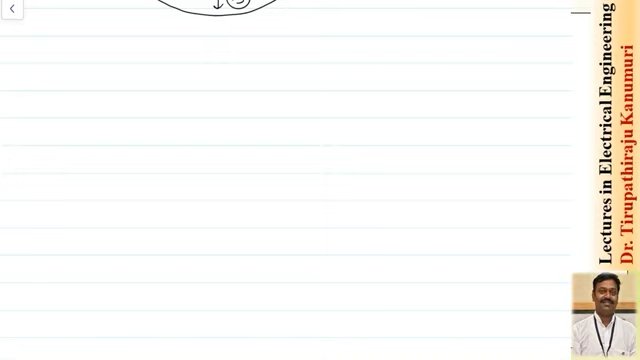 Lectures in Electrical Engineering
Dr. Tirupathiraju Kanumuri